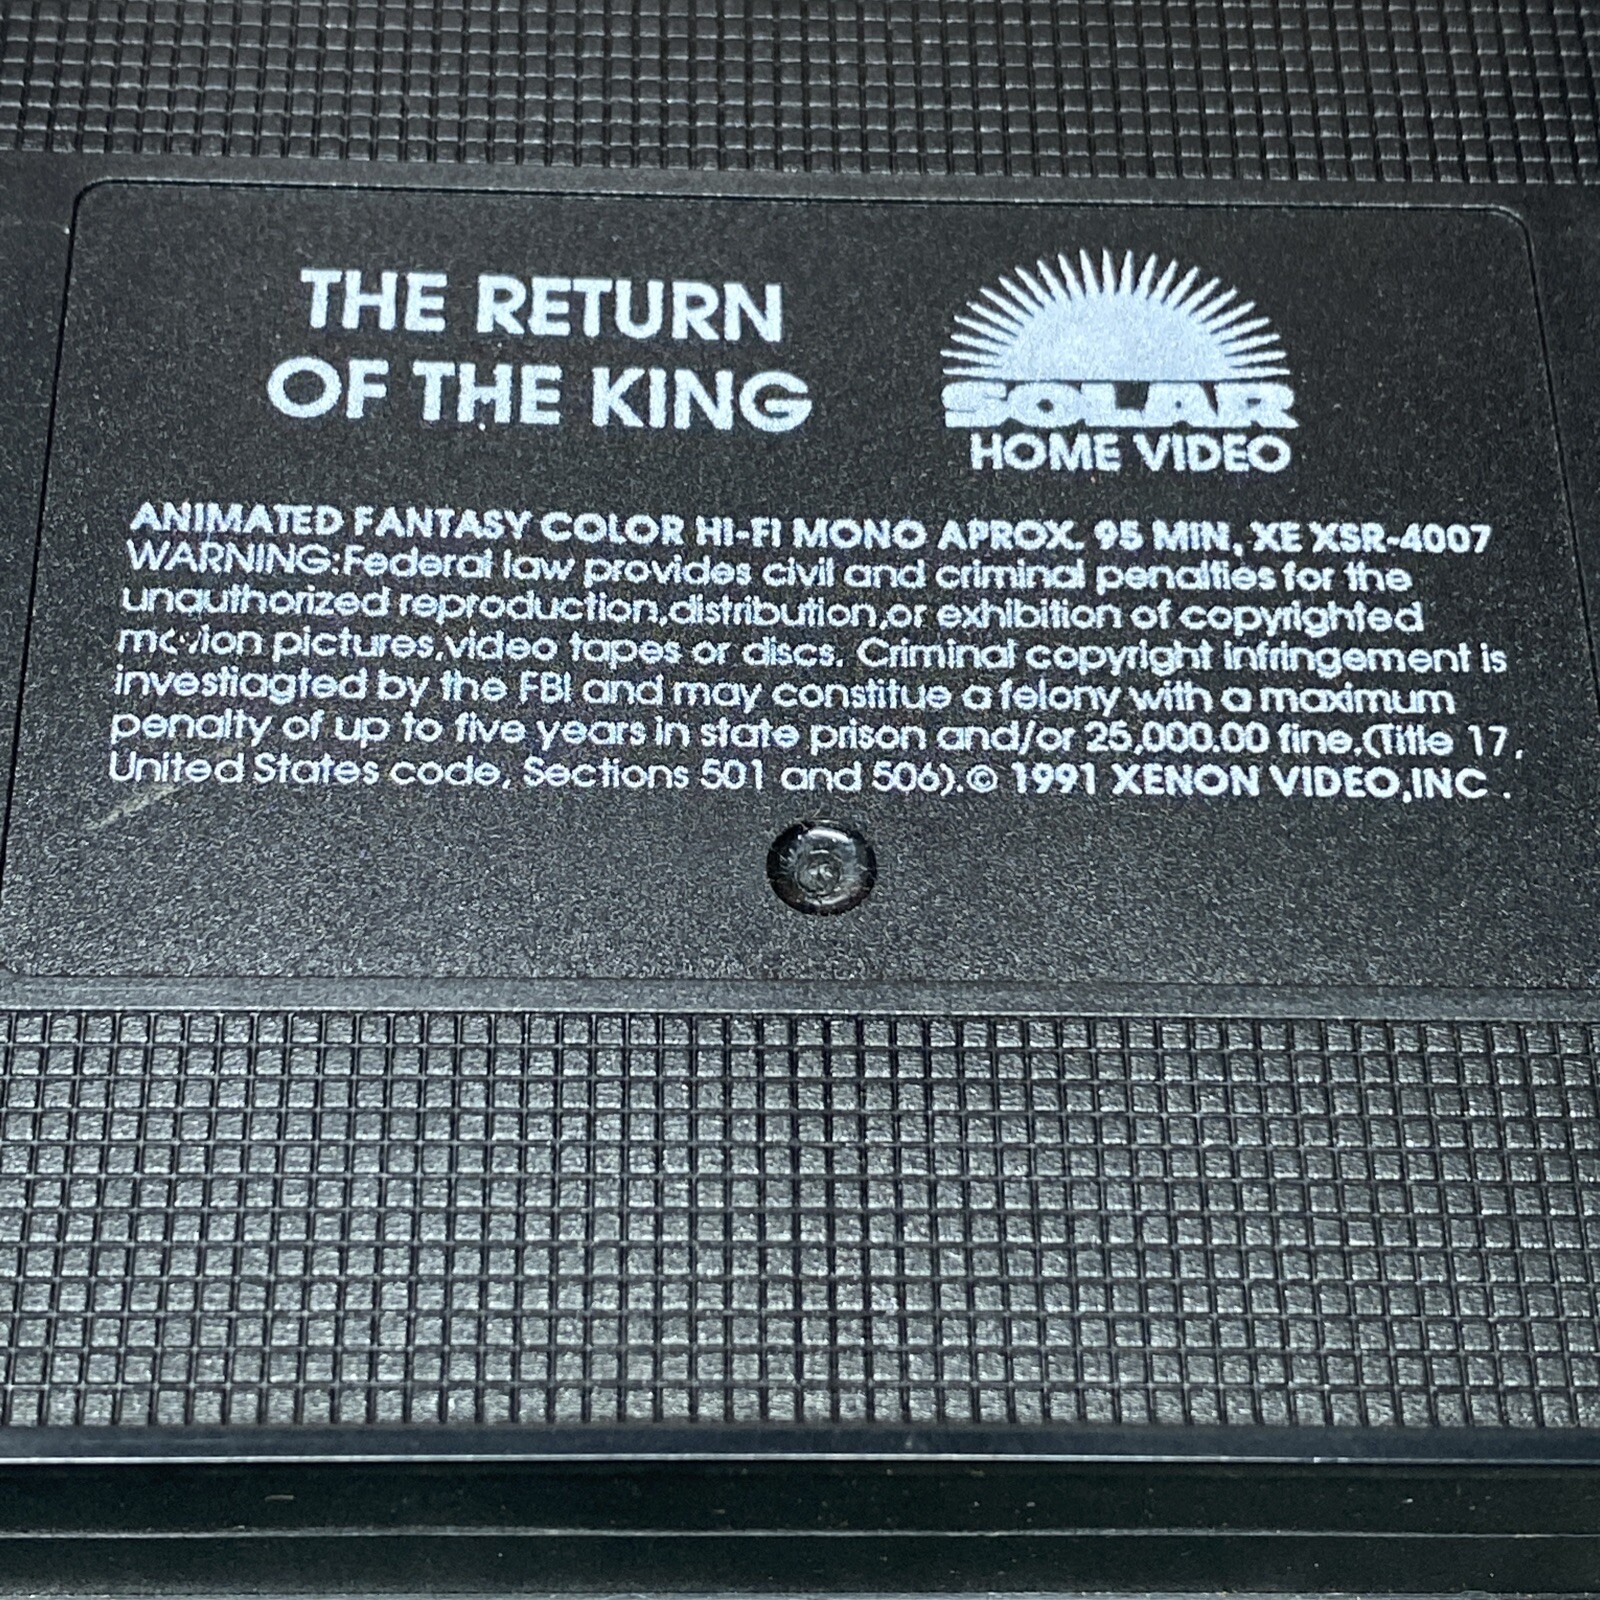 THE RETURN
OF THE KING
SOLAR
HOME VIDEO
ANIMATED FANTASY COLOR HI-FI MONO APROX. 95 MIN, XE XSR-4007
WARNING:Federal law provides civil and criminal penalties for the
unauthorized reproduction,distribution,or exhibition of copyrighted
pictures,video tapes or discs. Criminal copyright infringement is
investiagted by the FBI and may constitue a felony with a maximum
penalty of up to five years in state prison and/or 25,000.00 fine.(Title 17,
United States code, Sections 501 and 506).© 1991 XENON VIDEO,INC .